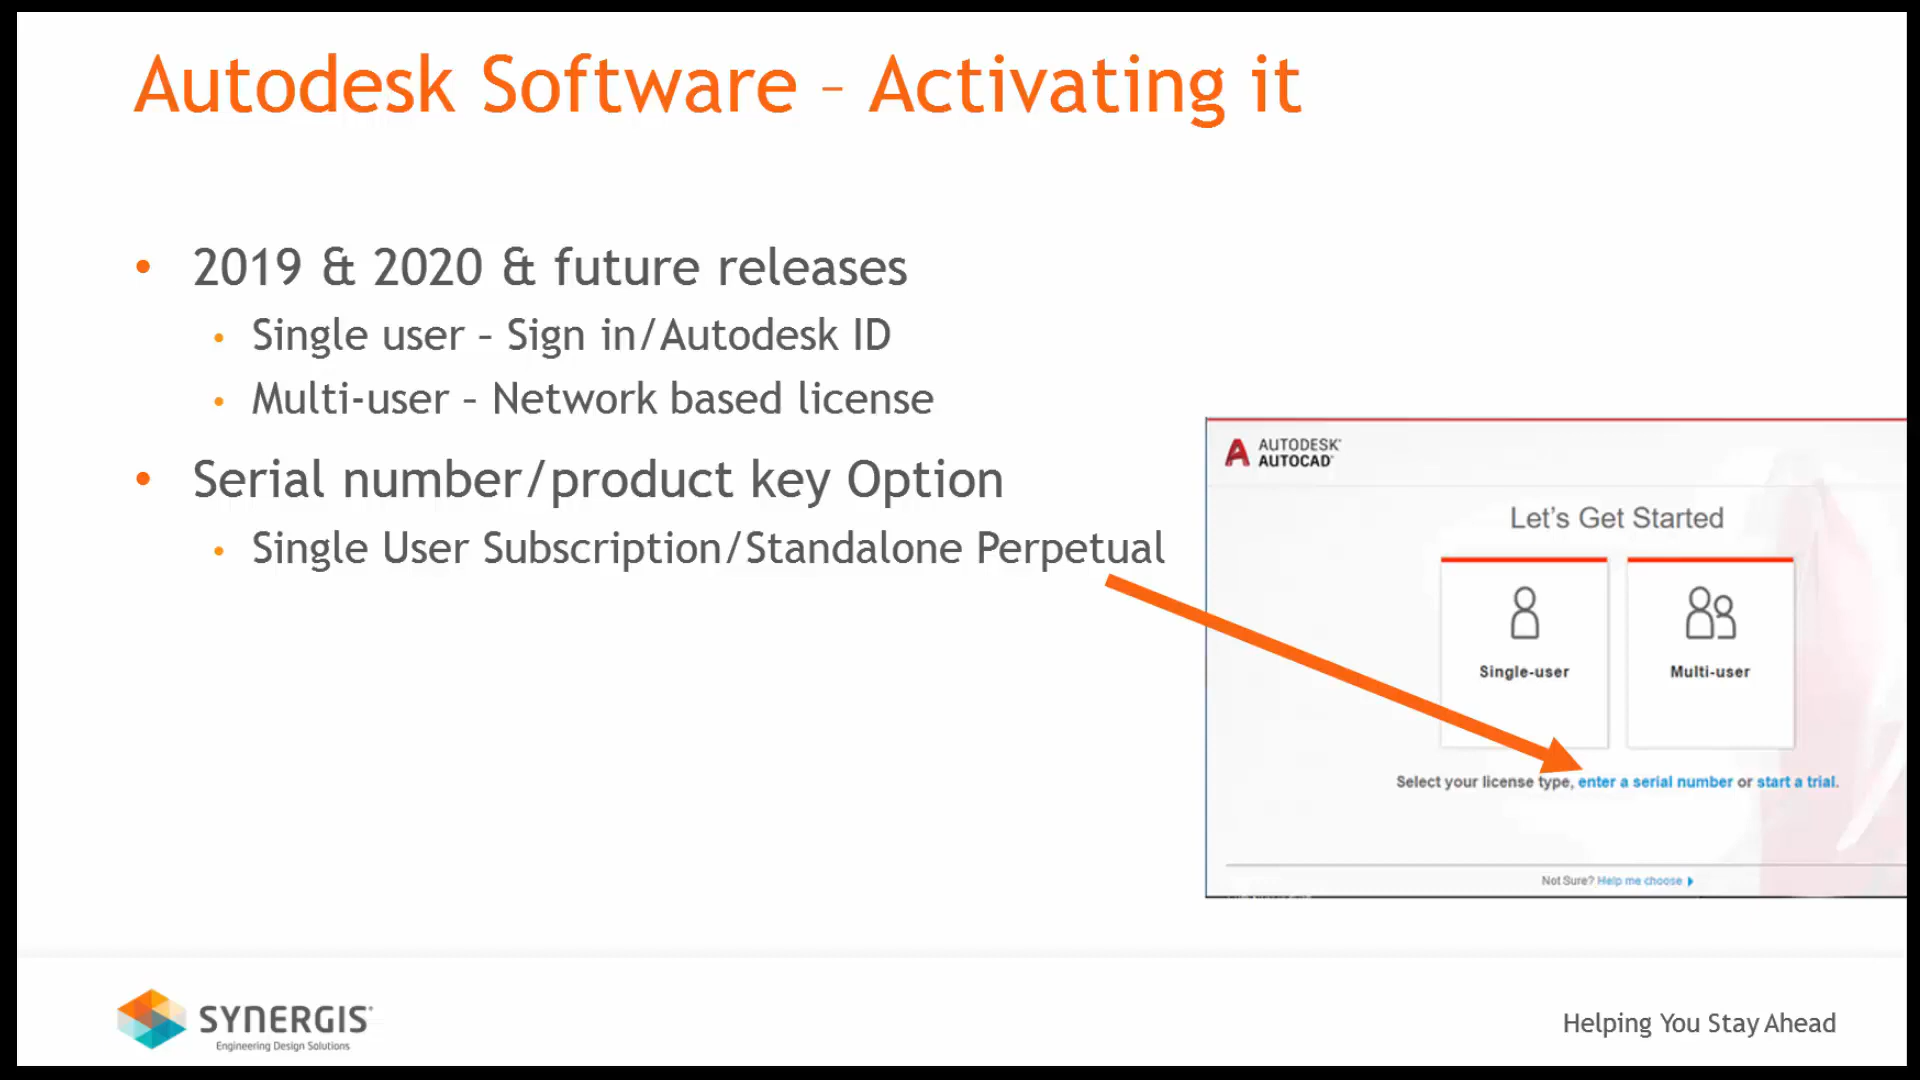 Autodesk Software – Activating it
• 2019 & 2020 & future releases
• Single user – Sign in/Autodesk ID
• Multi-user – Network based license
• Serial number/product key Option
• Single User Subscription/Standalone Perpetual
AUTODESK®
AUTOCAD®
Let's Get Started
Single-user
Multi-user
Select your license type, enter a serial number or start a trial.
Not Sure? Help me choose
SYNERGIS®
Engineering Design Solutions
Helping You Stay Ahead